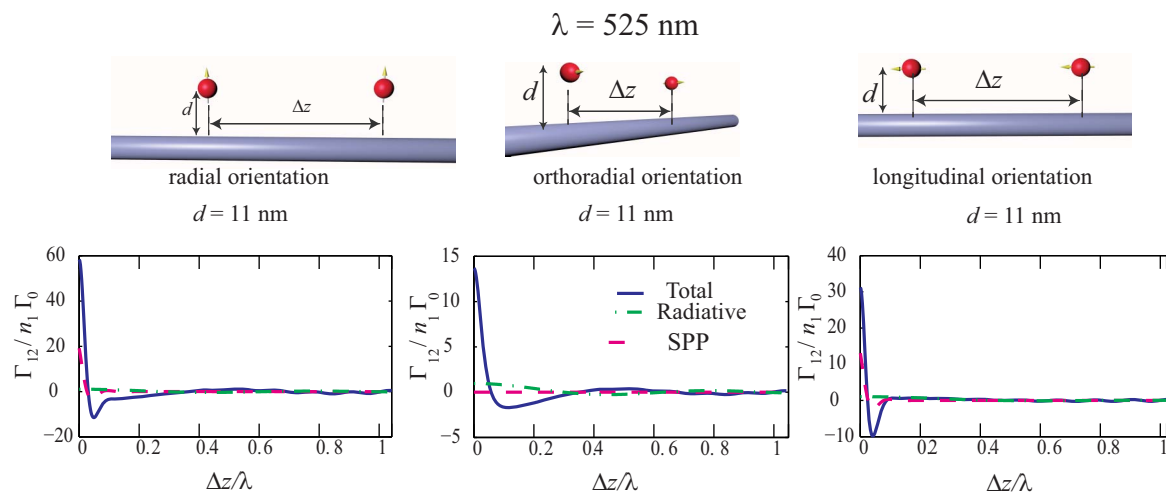 λ = 525 nm
d
Δz
radial orientation
d = 11 nm
d
Δz
orthoradial orientation
d = 11 nm
d
Δz
longitudinal orientation
d = 11 nm
Γ12 / n1 Γ0
60
40
20
0
−20
0
0.2
0.4
0.6
0.8
1
Δz/λ
Γ12 / n1 Γ0
15
10
5
0
−5
0
0.2
0.4
0.6
0.8
1
Δz/λ
Total
Radiative
SPP
Γ12 / n1 Γ0
40
30
20
10
0
−10
0
0.2
0.4
0.6
0.8
1
Δz/λ